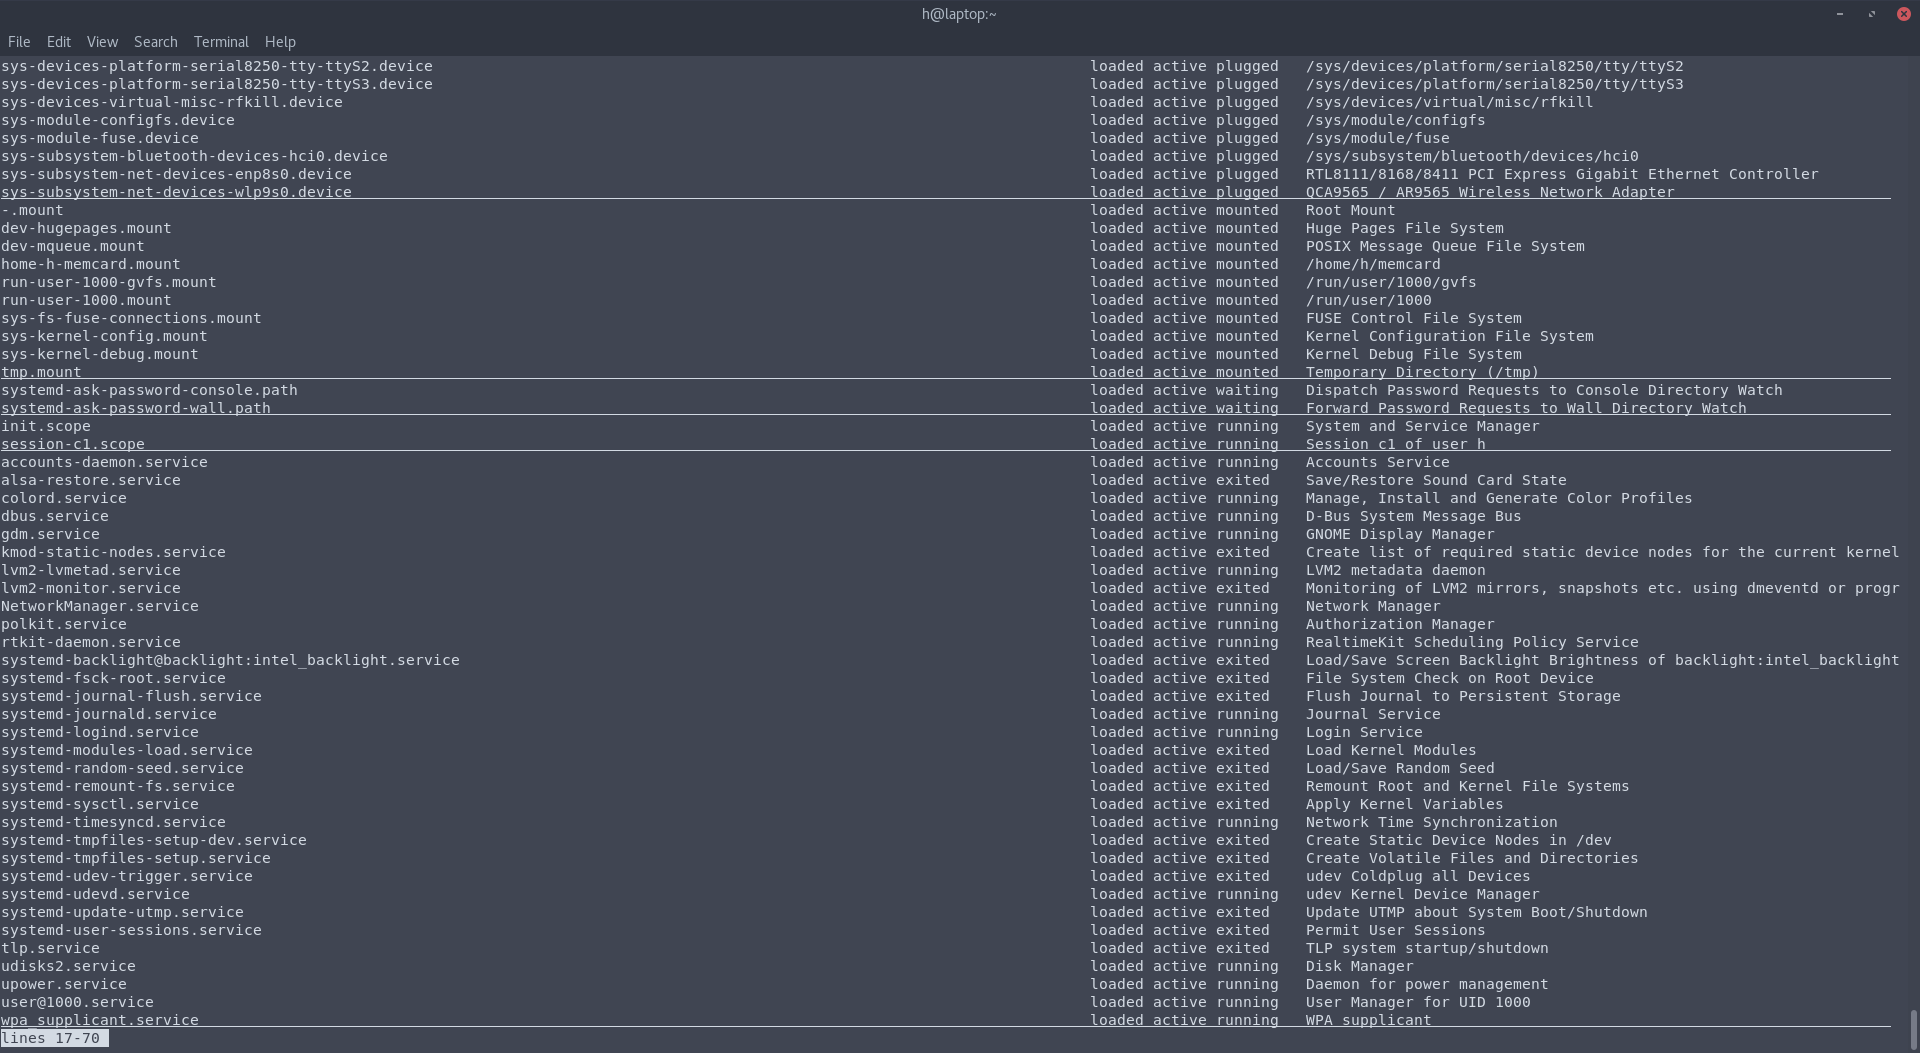 h@laptop:~
File Edit View Search Terminal Help
sys-devices-platform-serial8250-tty-ttyS2.device loaded active plugged /sys/devices/platform/serial8250/tty/ttyS2
sys-devices-platform-serial8250-tty-ttyS3.device loaded active plugged /sys/devices/platform/serial8250/tty/ttyS3
sys-devices-virtual-misc-rfkill.device loaded active plugged /sys/devices/virtual/misc/rfkill
sys-module-configfs.device loaded active plugged /sys/module/configfs
sys-module-fuse.device loaded active plugged /sys/module/fuse
sys-subsystem-bluetooth-devices-hci0.device loaded active plugged /sys/subsystem/bluetooth/devices/hci0
sys-subsystem-net-devices-enp8s0.device loaded active plugged RTL8111/8168/8411 PCI Express Gigabit Ethernet Controller
sys-subsystem-net-devices-wlp9s0.device loaded active plugged QCA9565 / AR9565 Wireless Network Adapter
-.mount loaded active mounted Root Mount
dev-hugepages.mount loaded active mounted Huge Pages File System
dev-mqueue.mount loaded active mounted POSIX Message Queue File System
home-h-memcard.mount loaded active mounted /home/h/memcard
run-user-1000-gvfs.mount loaded active mounted /run/user/1000/gvfs
run-user-1000.mount loaded active mounted /run/user/1000
sys-fs-fuse-connections.mount loaded active mounted FUSE Control File System
sys-kernel-config.mount loaded active mounted Kernel Configuration File System
sys-kernel-debug.mount loaded active mounted Kernel Debug File System
tmp.mount loaded active mounted Temporary Directory (/tmp)
systemd-ask-password-console.path loaded active waiting Dispatch Password Requests to Console Directory Watch
systemd-ask-password-wall.path loaded active waiting Forward Password Requests to Wall Directory Watch
init.scope loaded active running System and Service Manager
session-c1.scope loaded active running Session c1 of user h
accounts-daemon.service loaded active running Accounts Service
alsa-restore.service loaded active exited Save/Restore Sound Card State
colord.service loaded active running Manage, Install and Generate Color Profiles
dbus.service loaded active running D-Bus System Message Bus
gdm.service loaded active running GNOME Display Manager
kmod-static-nodes.service loaded active exited Create list of required static device nodes for the current kernel
lvm2-lvmetad.service loaded active running LVM2 metadata daemon
lvm2-monitor.service loaded active exited Monitoring of LVM2 mirrors, snapshots etc. using dmeventd or progr
NetworkManager.service loaded active running Network Manager
polkit.service loaded active running Authorization Manager
rtkit-daemon.service loaded active running RealtimeKit Scheduling Policy Service
systemd-backlight@backlight:intel_backlight.service loaded active exited Load/Save Screen Backlight Brightness of backlight:intel_backlight
systemd-fsck-root.service loaded active exited File System Check on Root Device
systemd-journal-flush.service loaded active exited Flush Journal to Persistent Storage
systemd-journald.service loaded active running Journal Service
systemd-logind.service loaded active running Login Service
systemd-modules-load.service loaded active exited Load Kernel Modules
systemd-random-seed.service loaded active exited Load/Save Random Seed
systemd-remount-fs.service loaded active exited Remount Root and Kernel File Systems
systemd-sysctl.service loaded active exited Apply Kernel Variables
systemd-timesyncd.service loaded active running Network Time Synchronization
systemd-tmpfiles-setup-dev.service loaded active exited Create Static Device Nodes in /dev
systemd-tmpfiles-setup.service loaded active exited Create Volatile Files and Directories
systemd-udev-trigger.service loaded active exited udev Coldplug all Devices
systemd-udevd.service loaded active running udev Kernel Device Manager
systemd-update-utmp.service loaded active exited Update UTMP about System Boot/Shutdown
systemd-user-sessions.service loaded active exited Permit User Sessions
tlp.service loaded active exited TLP system startup/shutdown
udisks2.service loaded active running Disk Manager
upower.service loaded active running Daemon for power management
user@1000.service loaded active running User Manager for UID 1000
wpa_supplicant.service loaded active running WPA supplicant
lines 17-70